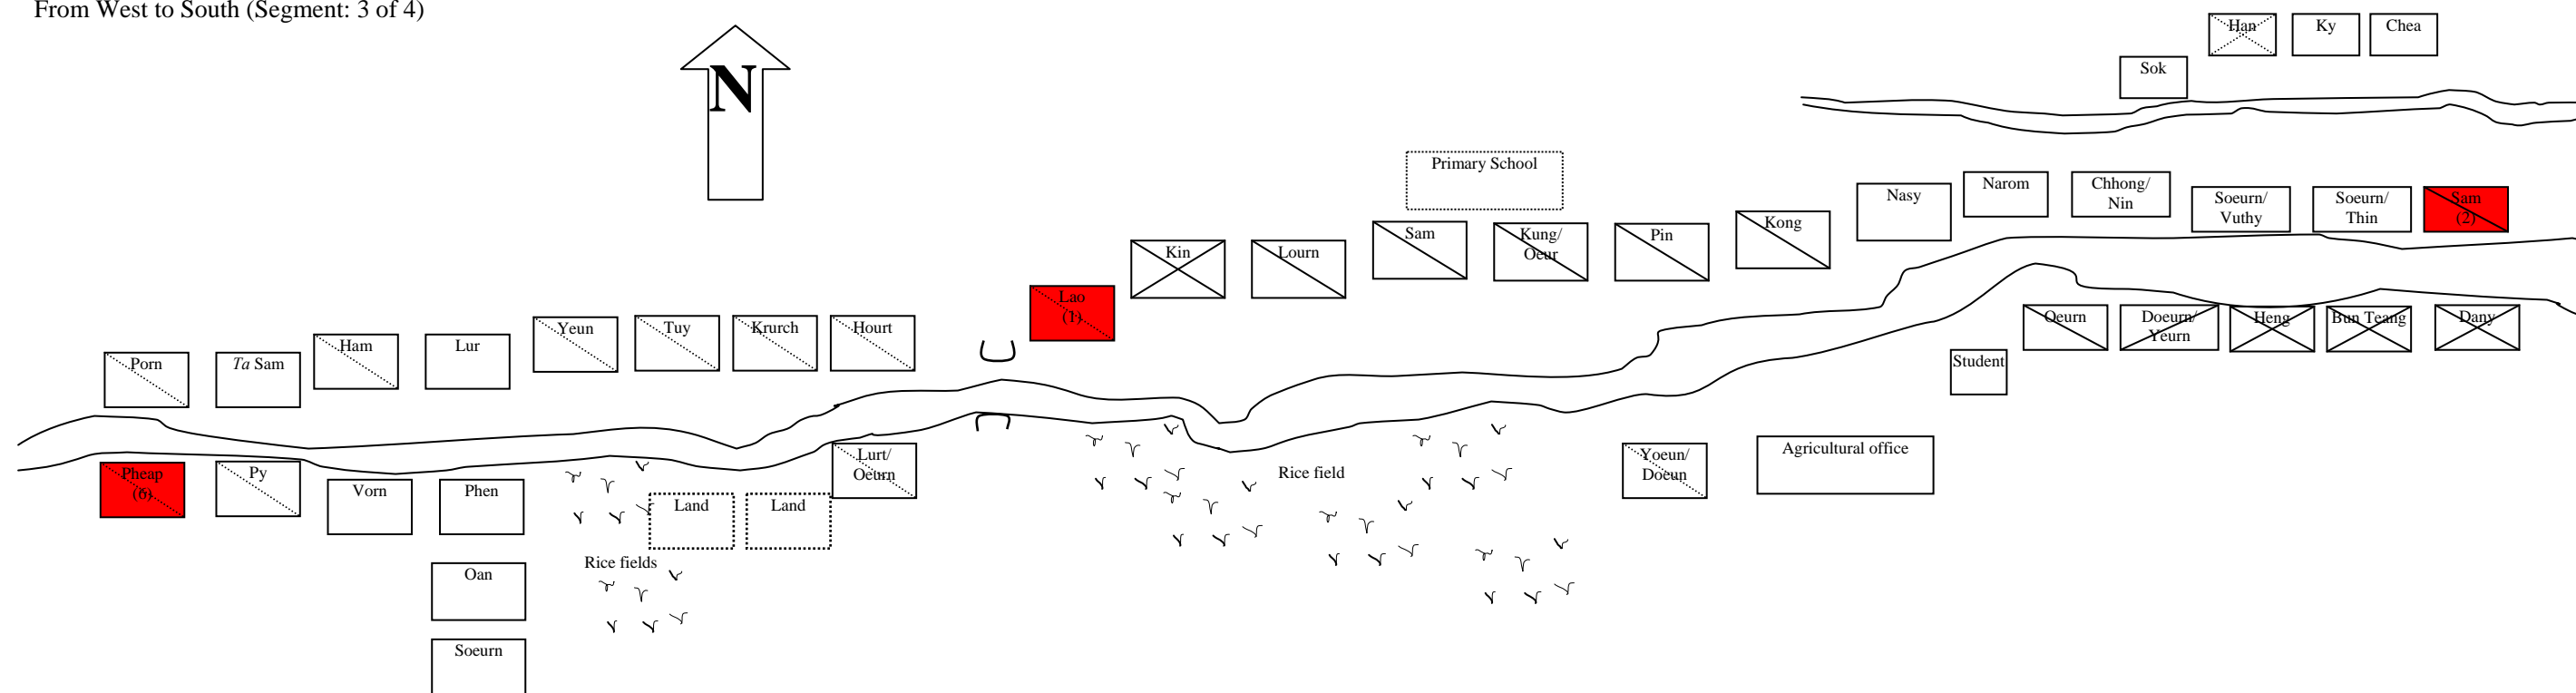 From West to South (Segment: 3 of 4)
Han
Ky
Chea
Sok
N
Primary School
Nasy
Narom
Chhong/
Nin
Soeurn/
Vuthy
Soeurn/
Thin
Sam
(2)
Kin
Lourn
Sam
Kung/
Oeur
Pin
Kong
Lao
(1)
Porn
Ta Sam
Ham
Lur
Yeun
Tuy
Krurch
Hourt
Oeurn
Doeurn/
Yeurn
Heng
Bun Teang
Dany
Student
Pheap
(6)
Py
Vorn
Phen
Land
Land
Lurt/
Oeurn
Rice field
Yoeun/
Doeun
Agricultural office
Rice fields
Oan
Soeurn